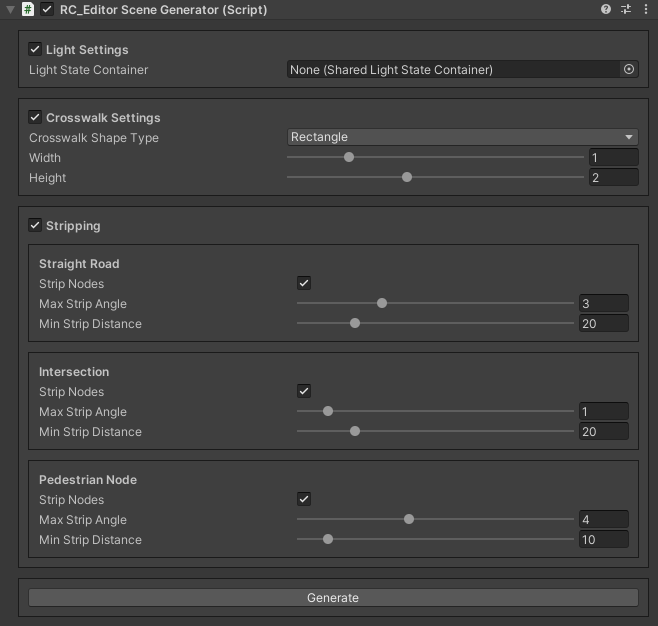 # RC_Editor Scene Generator (Script)
Light Settings
Light State Container None (Shared Light State Container)
Crosswalk Settings
Crosswalk Shape Type Rectangle
Width 1
Height 2
Stripping
Straight Road
Strip Nodes
Max Strip Angle 3
Min Strip Distance 20
Intersection
Strip Nodes
Max Strip Angle 1
Min Strip Distance 20
Pedestrian Node
Strip Nodes
Max Strip Angle 4
Min Strip Distance 10
Generate